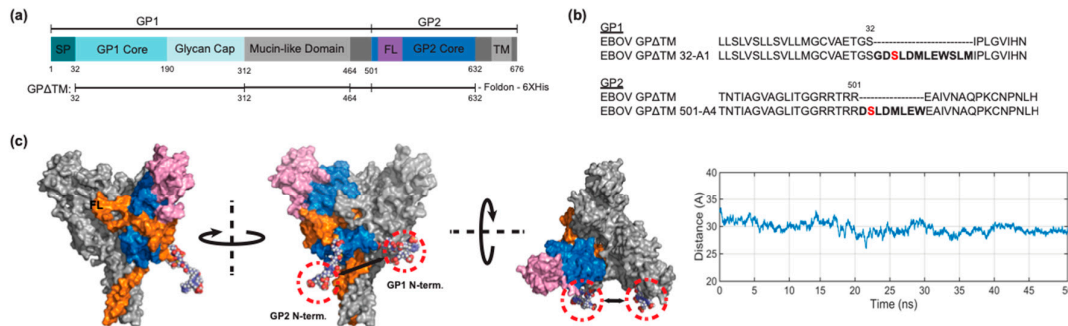 (a)
GP1
GP2
SP
GP1 Core
Glycan Cap
Mucin-like Domain
FL
GP2 Core
TM
1
32
190
312
464
501
632
676
GPΔTM:
32
312
464
632
- Foldon - 6XHis
(b)
GP1
32
EBOV GPΔTM LLSLVSLLSVLLMGCVAETGS-------------------IPLGVIHN
EBOV GPΔTM 32-A1 LLSLVSLLSVLLMGCVAETGSGDSLDMLEWSLMIPLGVIHN
GP2
501
EBOV GPΔTM TNTIAGVAGLITGGRRTRR----------------EAIVNAQPKCNPNLH
EBOV GPΔTM 501-A4 TNTIAGVAGLITGGRRTRRDSLDMLEWEAIVNAQPKCNPNLH
(c)
FL
GP1 N-term.
GP2 N-term.
Distance (A)
40
35
30
25
20
0
5
10
15
20
25
30
35
40
45
50
Time (ns)